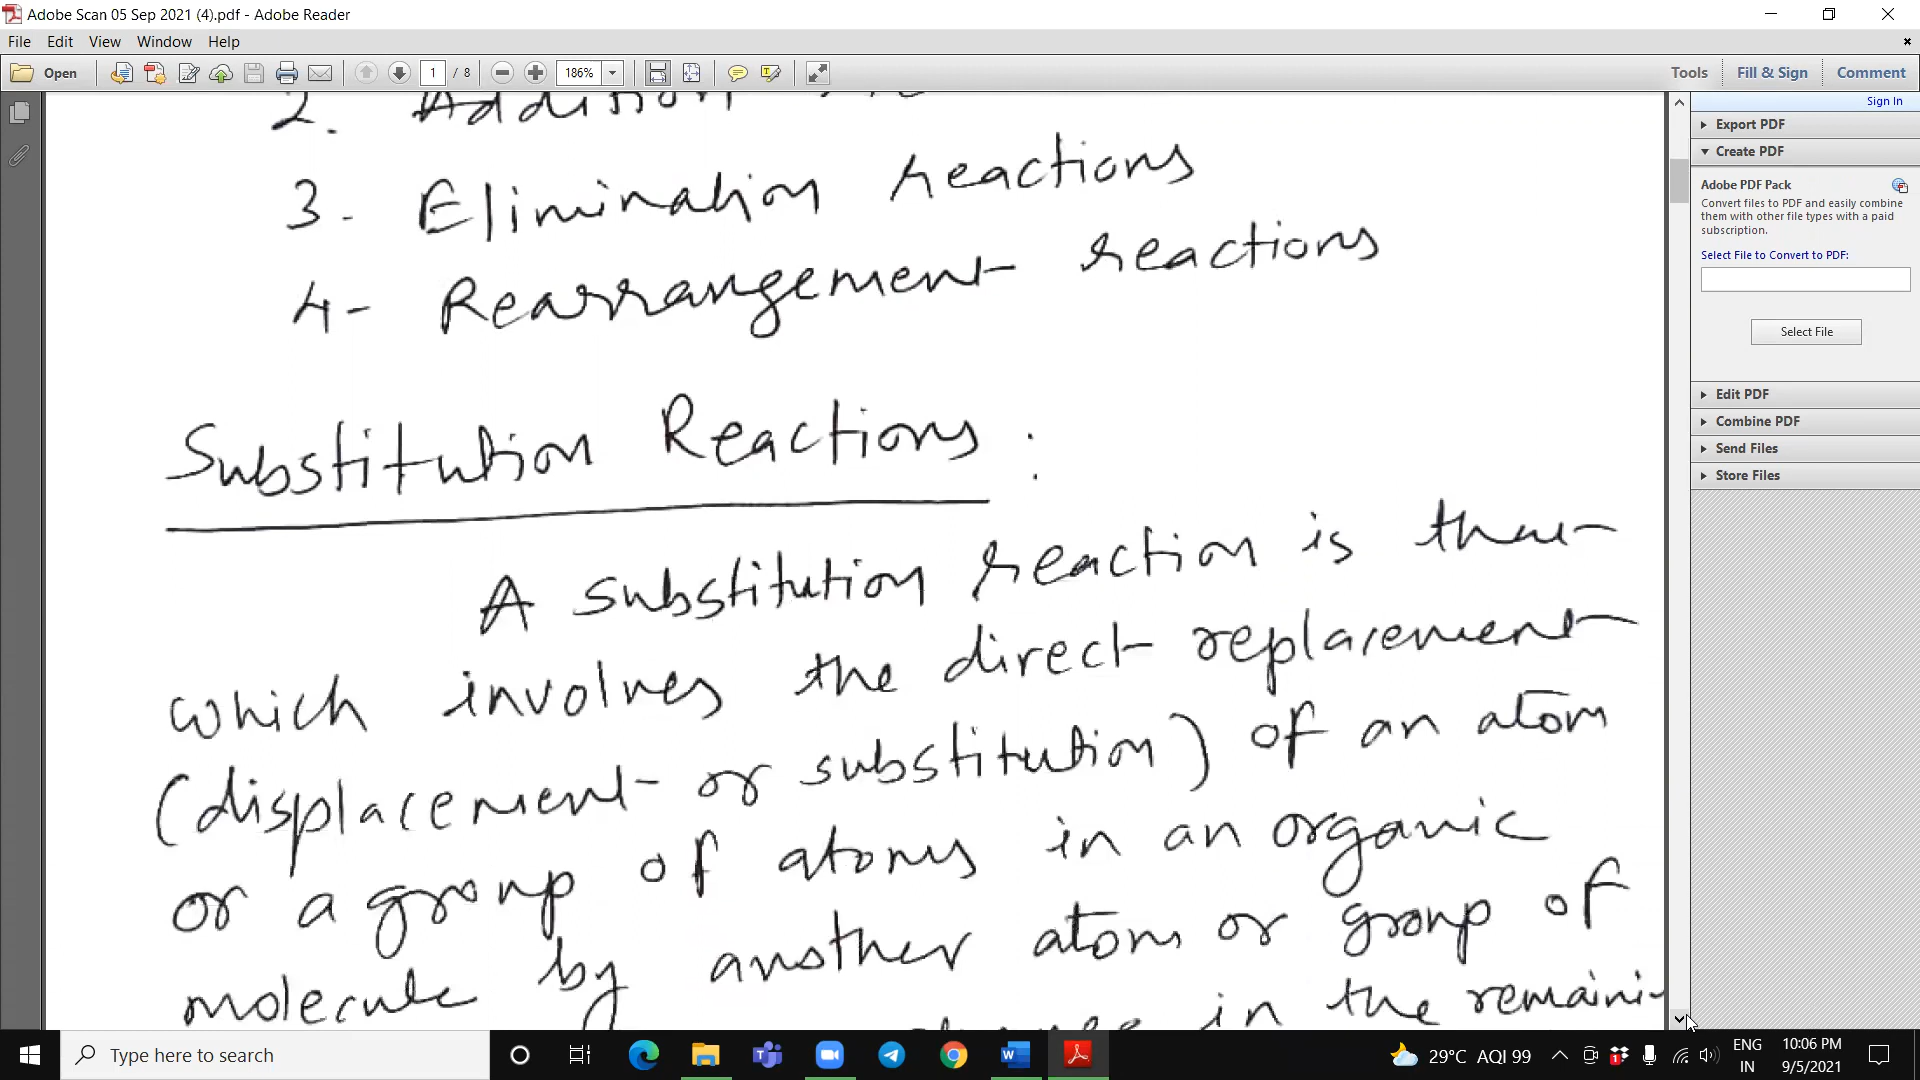 Adobe Scan 05 Sep 2021 (4).pdf - Adobe Reader
File Edit View Window Help
Open 1 / 8 186% Tools Fill & Sign Comment
Sign In
2. Addition
3. Elimination reactions
4- Rearrangement reactions
Substitution Reactions :
A substitution reaction is that
which involves the direct replacement
(displacement or substitution) of an atom
or a group of atoms in an organic
molecule by another atom or group of
in the remaini
Export PDF
Create PDF
Adobe PDF Pack
Convert files to PDF and easily combine
them with other file types with a paid
subscription.
Select File to Convert to PDF:
Select File
Edit PDF
Combine PDF
Send Files
Store Files
Type here to search
29°C AQI 99
ENG
IN
10:06 PM
9/5/2021